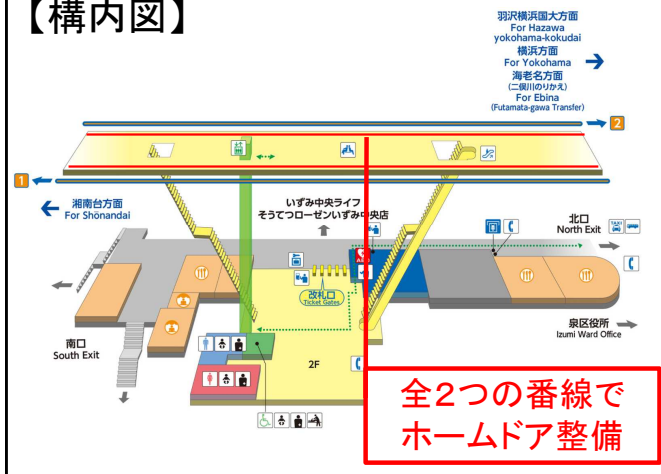 【構内図】
羽沢横浜国大方面
For Hazawa
yokohama-kokudai
横浜方面
For Yokohama
海老名方面
(二俣川のりかえ)
For Ebina
(Futamata-gawa Transfer)
2
1
湘南台方面
For Shōnandai
いずみ中央ライフ
そうてつローゼンいずみ中央店
北口
North Exit
TAXI
AED
改札口
Ticket Gates
泉区役所
Izumi Ward Office
南口
South Exit
2F
全2つの番線で
ホームドア整備